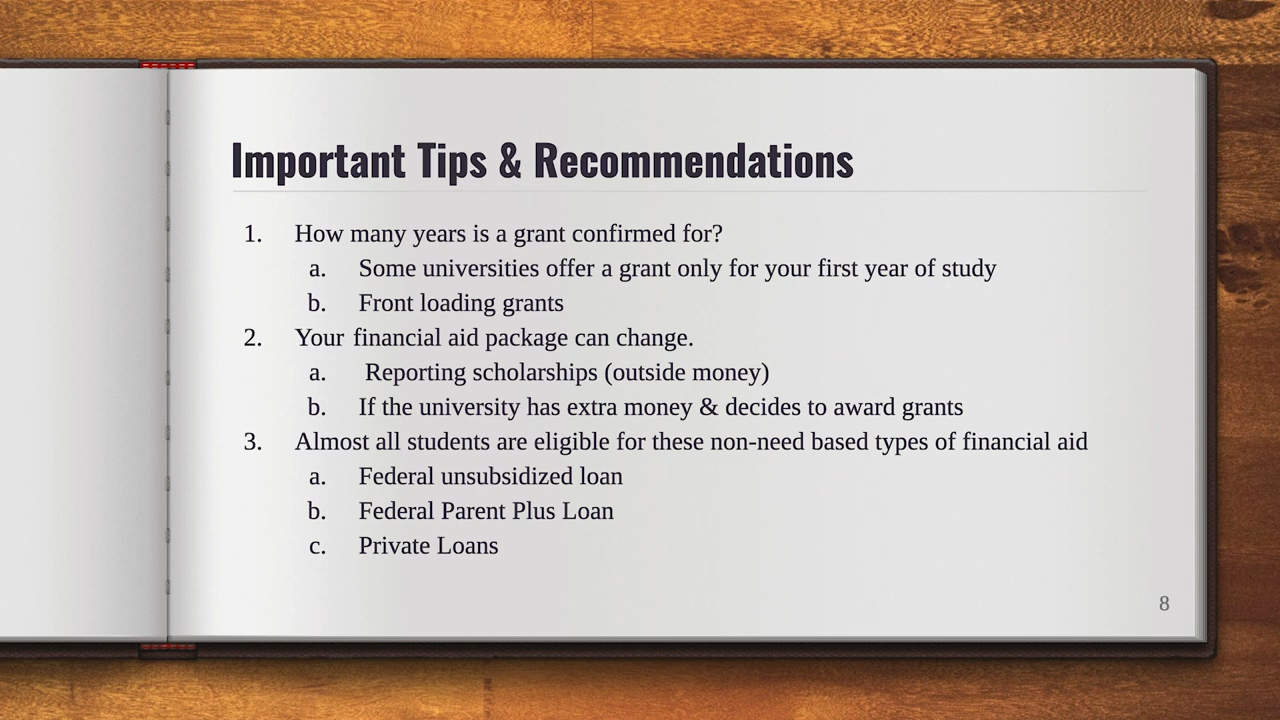 Important Tips & Recommendations
1. How many years is a grant confirmed for?
a. Some universities offer a grant only for your first year of study
b. Front loading grants
2. Your financial aid package can change.
a. Reporting scholarships (outside money)
b. If the university has extra money & decides to award grants
3. Almost all students are eligible for these non-need based types of financial aid
a. Federal unsubsidized loan
b. Federal Parent Plus Loan
c. Private Loans
8